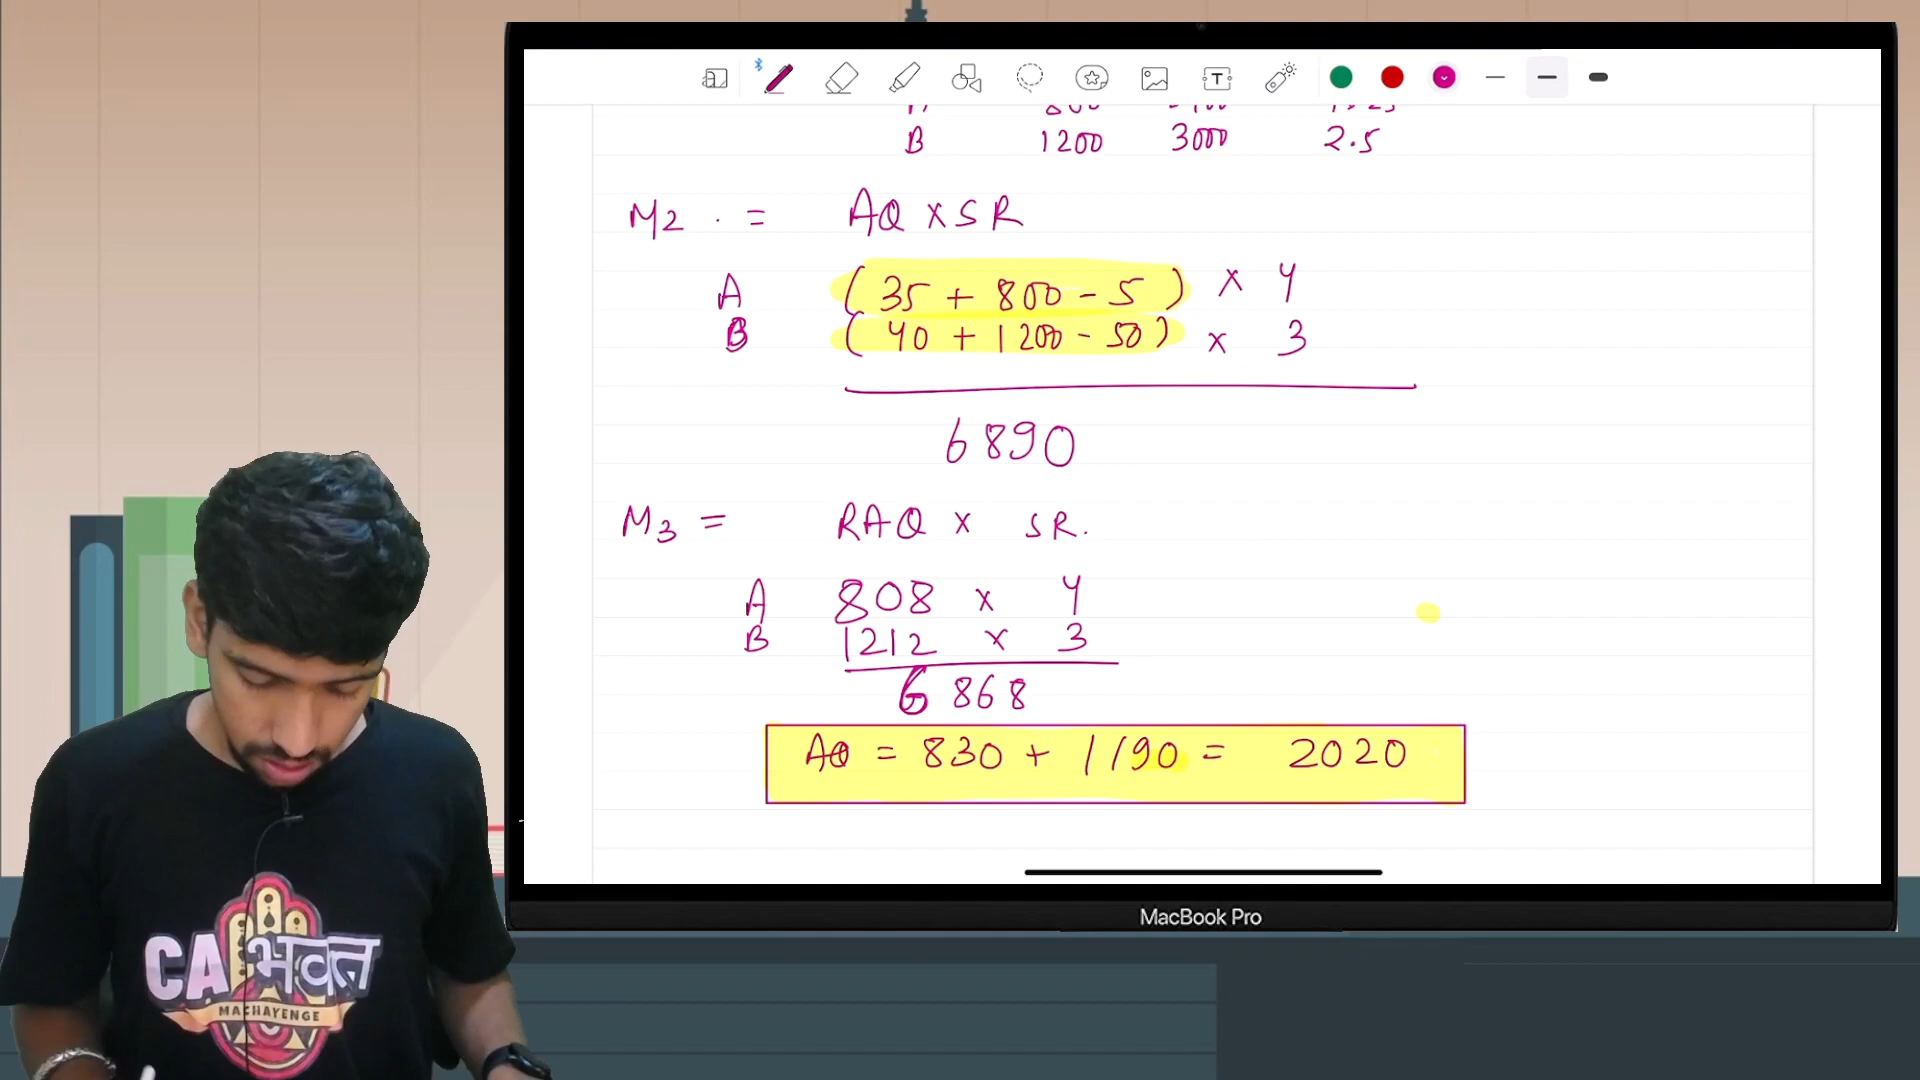 B 1200 3000 2.5
M2 . = AQ x SR
A (35 + 800 - 5) x 4
B (40 + 1200 - 50) x 3
6890
M3 = RAQ x SR.
A 808 x 4
B 1212 x 3
6868
AQ = 830 + 1190 = 2020
MacBook Pro
CA भक्त
MACHAYENGE